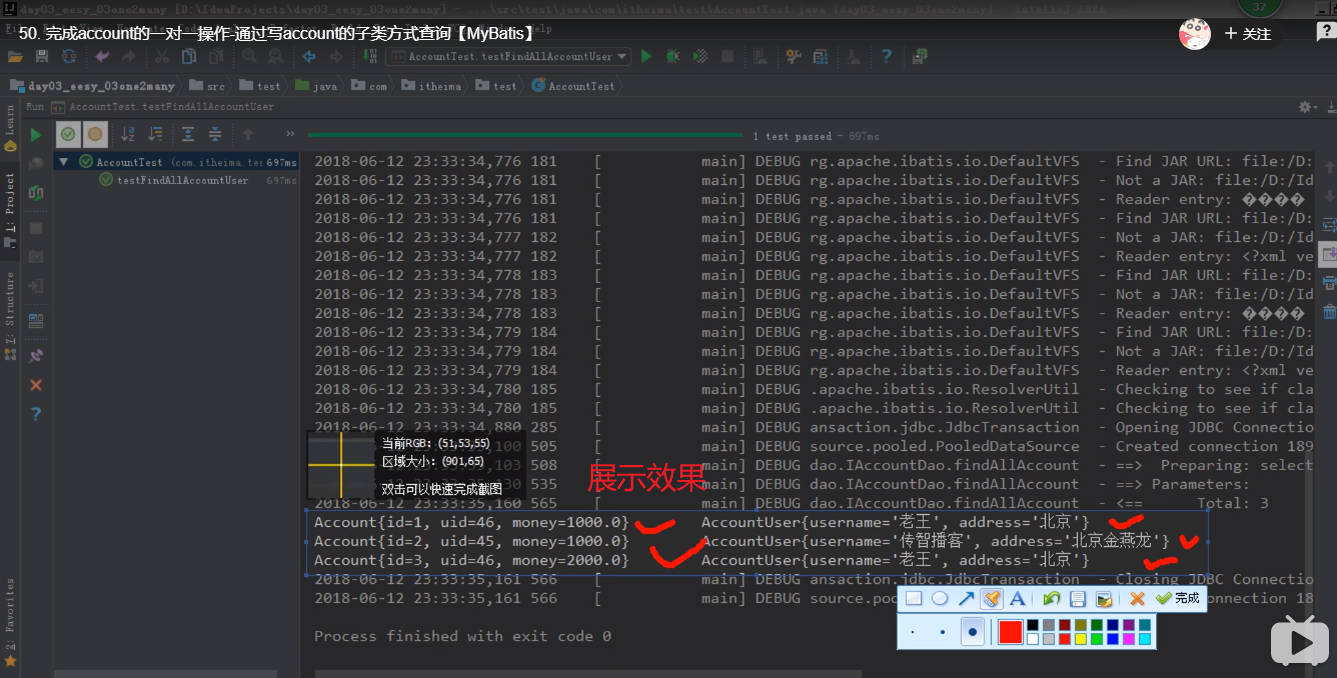 day03_eesy_03one2many [D:\IdeaProjects\day03_eesy_03one2many] - ...\src\test\java\com\itheima\test\AccountTest.java [day03_eesy_03one2many] - IntelliJ IDEA
37
50. 完成account的一对一操作-通过写account的子类方式查询【MyBatis】
+ 关注
AccountTest.testFindAllAccountUser
day03_eesy_03one2many src test java com itheima test AccountTest
Run AccountTest.testFindAllAccountUser
1 test passed – 697ms
AccountTest (com.itheima.tes 697ms
testFindAllAccountUser 697ms
Learn
1: Project
7: Structure
2: Favorites
2018-06-12 23:33:34,776 181 [ main] DEBUG rg.apache.ibatis.io.DefaultVFS - Find JAR URL: file:/D:
2018-06-12 23:33:34,776 181 [ main] DEBUG rg.apache.ibatis.io.DefaultVFS - Not a JAR: file:/D:/Id
2018-06-12 23:33:34,776 181 [ main] DEBUG rg.apache.ibatis.io.DefaultVFS - Reader entry: ����
2018-06-12 23:33:34,776 181 [ main] DEBUG rg.apache.ibatis.io.DefaultVFS - Find JAR URL: file:/D:
2018-06-12 23:33:34,777 182 [ main] DEBUG rg.apache.ibatis.io.DefaultVFS - Not a JAR: file:/D:/Id
2018-06-12 23:33:34,777 182 [ main] DEBUG rg.apache.ibatis.io.DefaultVFS - Reader entry: <?xml ve
2018-06-12 23:33:34,778 183 [ main] DEBUG rg.apache.ibatis.io.DefaultVFS - Find JAR URL: file:/D:
2018-06-12 23:33:34,778 183 [ main] DEBUG rg.apache.ibatis.io.DefaultVFS - Not a JAR: file:/D:/Id
2018-06-12 23:33:34,778 183 [ main] DEBUG rg.apache.ibatis.io.DefaultVFS - Reader entry: ����
2018-06-12 23:33:34,779 184 [ main] DEBUG rg.apache.ibatis.io.DefaultVFS - Find JAR URL: file:/D:
2018-06-12 23:33:34,779 184 [ main] DEBUG rg.apache.ibatis.io.DefaultVFS - Not a JAR: file:/D:/Id
2018-06-12 23:33:34,779 184 [ main] DEBUG rg.apache.ibatis.io.DefaultVFS - Reader entry: <?xml ve
2018-06-12 23:33:34,780 185 [ main] DEBUG .apache.ibatis.io.ResolverUtil - Checking to see if cla
2018-06-12 23:33:34,780 185 [ main] DEBUG .apache.ibatis.io.ResolverUtil - Checking to see if cla
2018-06-12 23:33:34,880 285 [ main] DEBUG ansaction.jdbc.JdbcTransaction - Opening JDBC Connectio
100 505 [ main] DEBUG source.pooled.PooledDataSource - Created connection 189
103 508 main] DEBUG dao.IAccountDao.findAllAccount - ==> Preparing: select
130 535 main] DEBUG dao.IAccountDao.findAllAccount - ==> Parameters:
2018-06-12 23:33:35,160 565 [ main] DEBUG dao.IAccountDao.findAllAccount - <== Total: 3
当前RGB: (51,53,55)
区域大小: (901,65)
双击可以快速完成截图
展示效果
Account{id=1, uid=46, money=1000.0} AccountUser{username='老王', address='北京'}
Account{id=2, uid=45, money=1000.0} AccountUser{username='传智播客', address='北京金燕龙'}
Account{id=3, uid=46, money=2000.0} AccountUser{username='老王', address='北京'}
2018-06-12 23:33:35,161 566 [ main] DEBUG ansaction.jdbc.JdbcTransaction - Closing JDBC Connectio
2018-06-12 23:33:35,161 566 [ main] DEBUG source.poo onnection 18
完成
Process finished with exit code 0